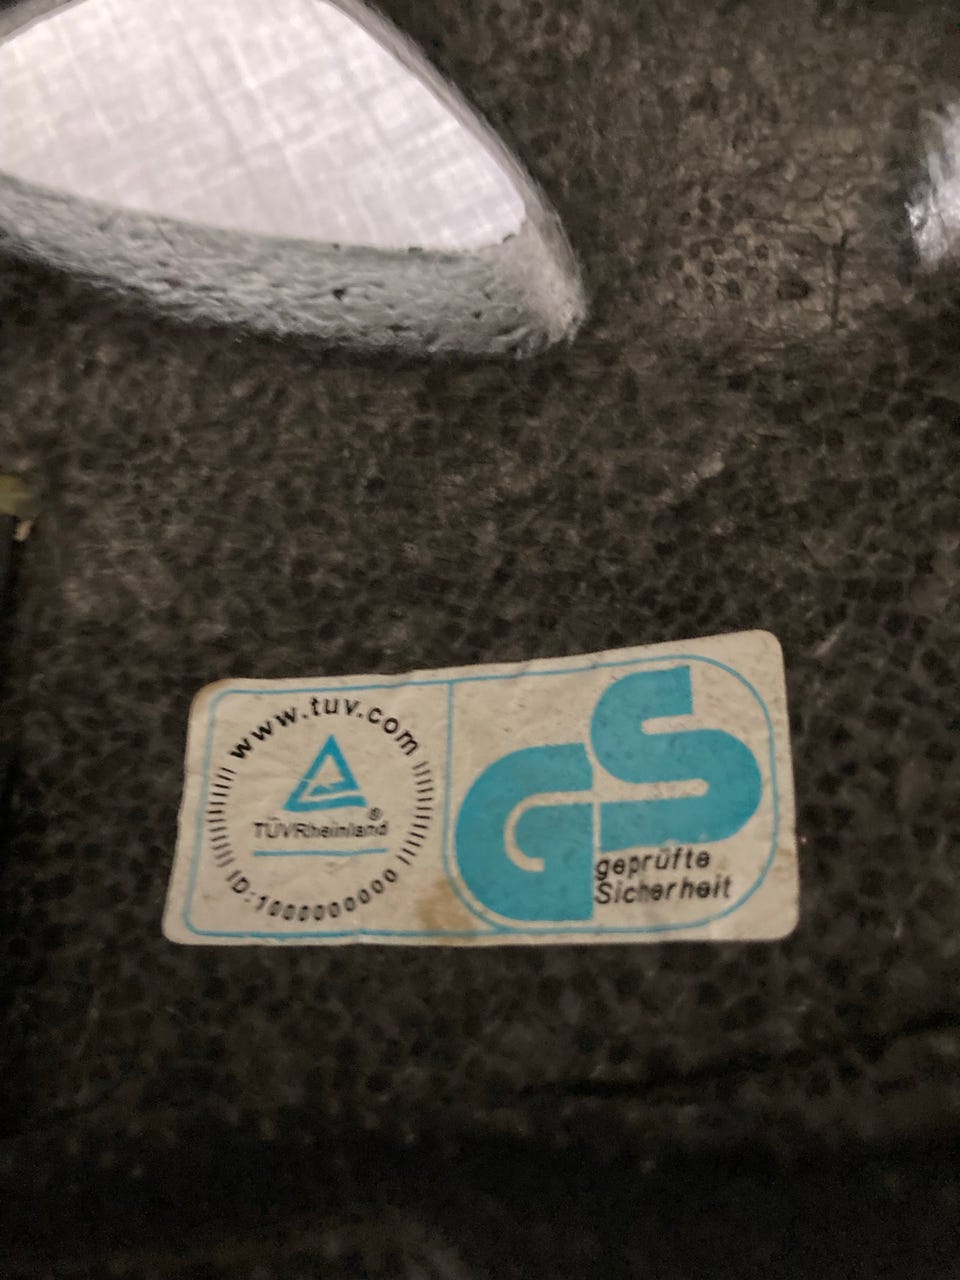 www.tuv.com
TÜVRheinland®
ID:1000000000
GS
geprüfte
Sicherheit